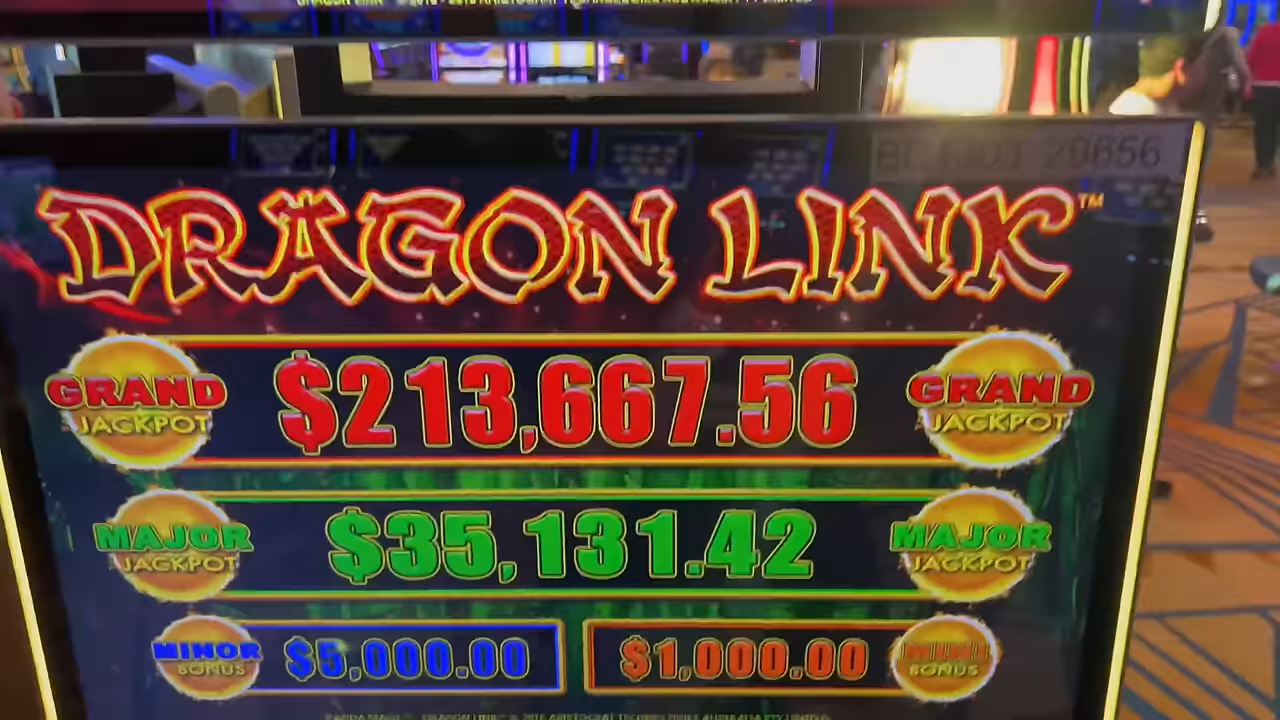 DRAGON LINK™
GRAND JACKPOT $213,667.56 GRAND JACKPOT
MAJOR JACKPOT $35,131.42 MAJOR JACKPOT
MINOR BONUS $5,000.00 $1,000.00 MINI BONUS